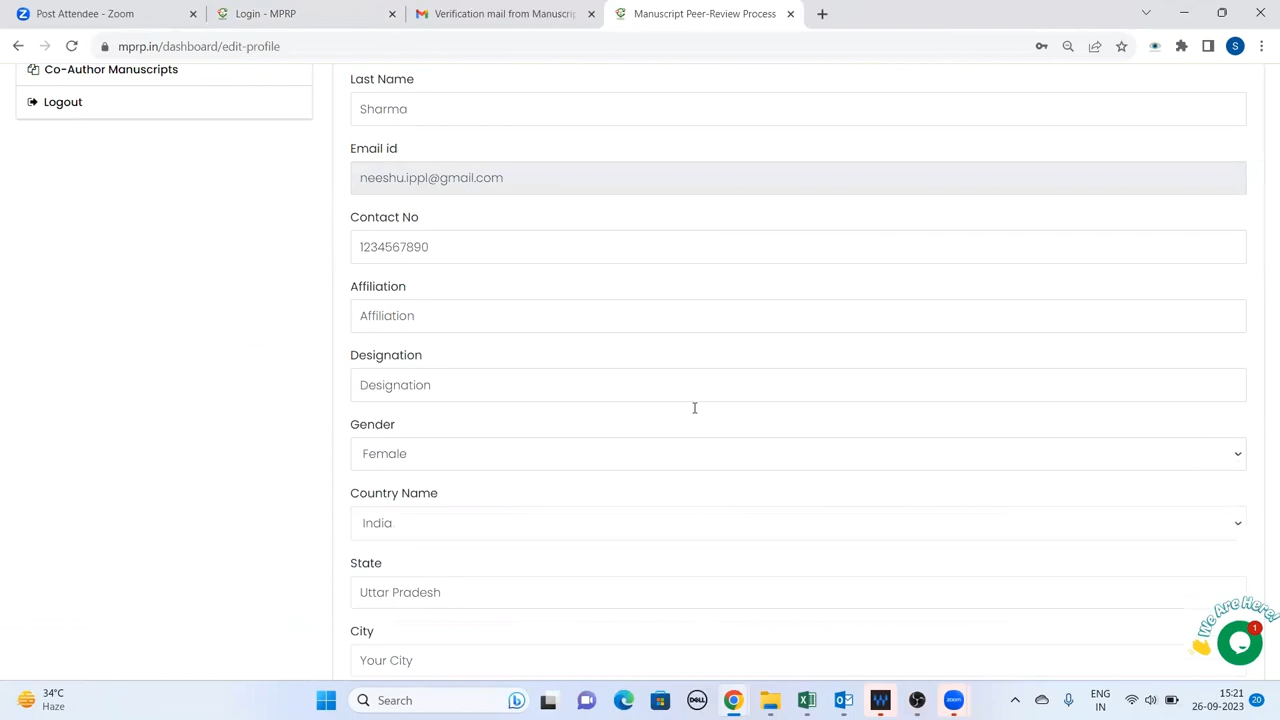 Post Attendee - Zoom
Login - MPRP
Verification mail from Manuscrip
Manuscript Peer-Review Process
mprp.in/dashboard/edit-profile
S
Co-Author Manuscripts
Logout
Last Name
Sharma
Email id
neeshu.ippl@gmail.com
Contact No
1234567890
Affiliation
Affiliation
Designation
Designation
Gender
Female
Country Name
India
State
Uttar Pradesh
City
Your City
We Are Here!
1
34°C
Haze
Search
DELL
ENG
IN
15:21
26-09-2023
20
zoom